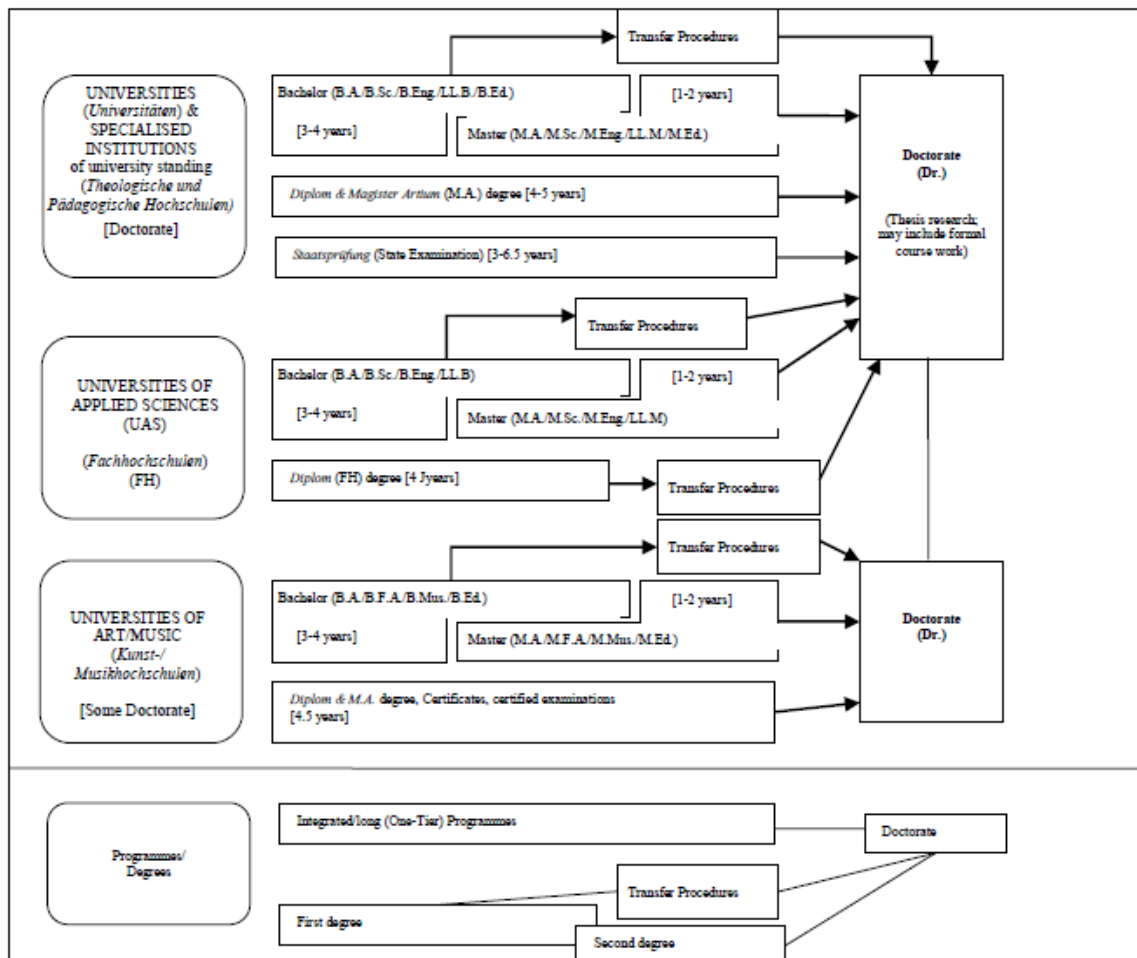 Transfer Procedures
UNIVERSITIES
(Universitäten) &
SPECIALISED
INSTITUTIONS
of university standing
(Theologische und
Pädagogische Hochschulen)
[Doctorate]
Bachelor (B.A./B.Sc./B.Eng./LL.B./B.Ed.)
[3-4 years]
[1-2 years]
Master (M.A./M.Sc./M.Eng./LL.M./M.Ed.)
Diplom & Magister Artium (M.A.) degree [4-5 years]
Staatsprüfung (State Examination) [3-6.5 years]
Doctorate
(Dr.)
(Thesis research;
may include formal
course work)
Transfer Procedures
UNIVERSITIES OF
APPLIED SCIENCES
(UAS)
(Fachhochschulen)
(FH)
Bachelor (B.A./B.Sc./B.Eng./LL.B)
[3-4 years]
[1-2 years]
Master (M.A./M.Sc./M.Eng./LL.M)
Diplom (FH) degree [4 Jyears]
Transfer Procedures
Transfer Procedures
UNIVERSITIES OF
ART/MUSIC
(Kunst-/
Musikhochschulen)
[Some Doctorate]
Bachelor (B.A./B.F.A/B.Mus./B.Ed.)
[3-4 years]
[1-2 years]
Master (M.A./M.F.A/M.Mus./M.Ed.)
Diplom & M.A. degree, Certificates, certified examinations
[4.5 years]
Doctorate
(Dr.)
Programmes/
Degrees
Integrated/long (One-Tier) Programmes
Doctorate
Transfer Procedures
First degree
Second degree